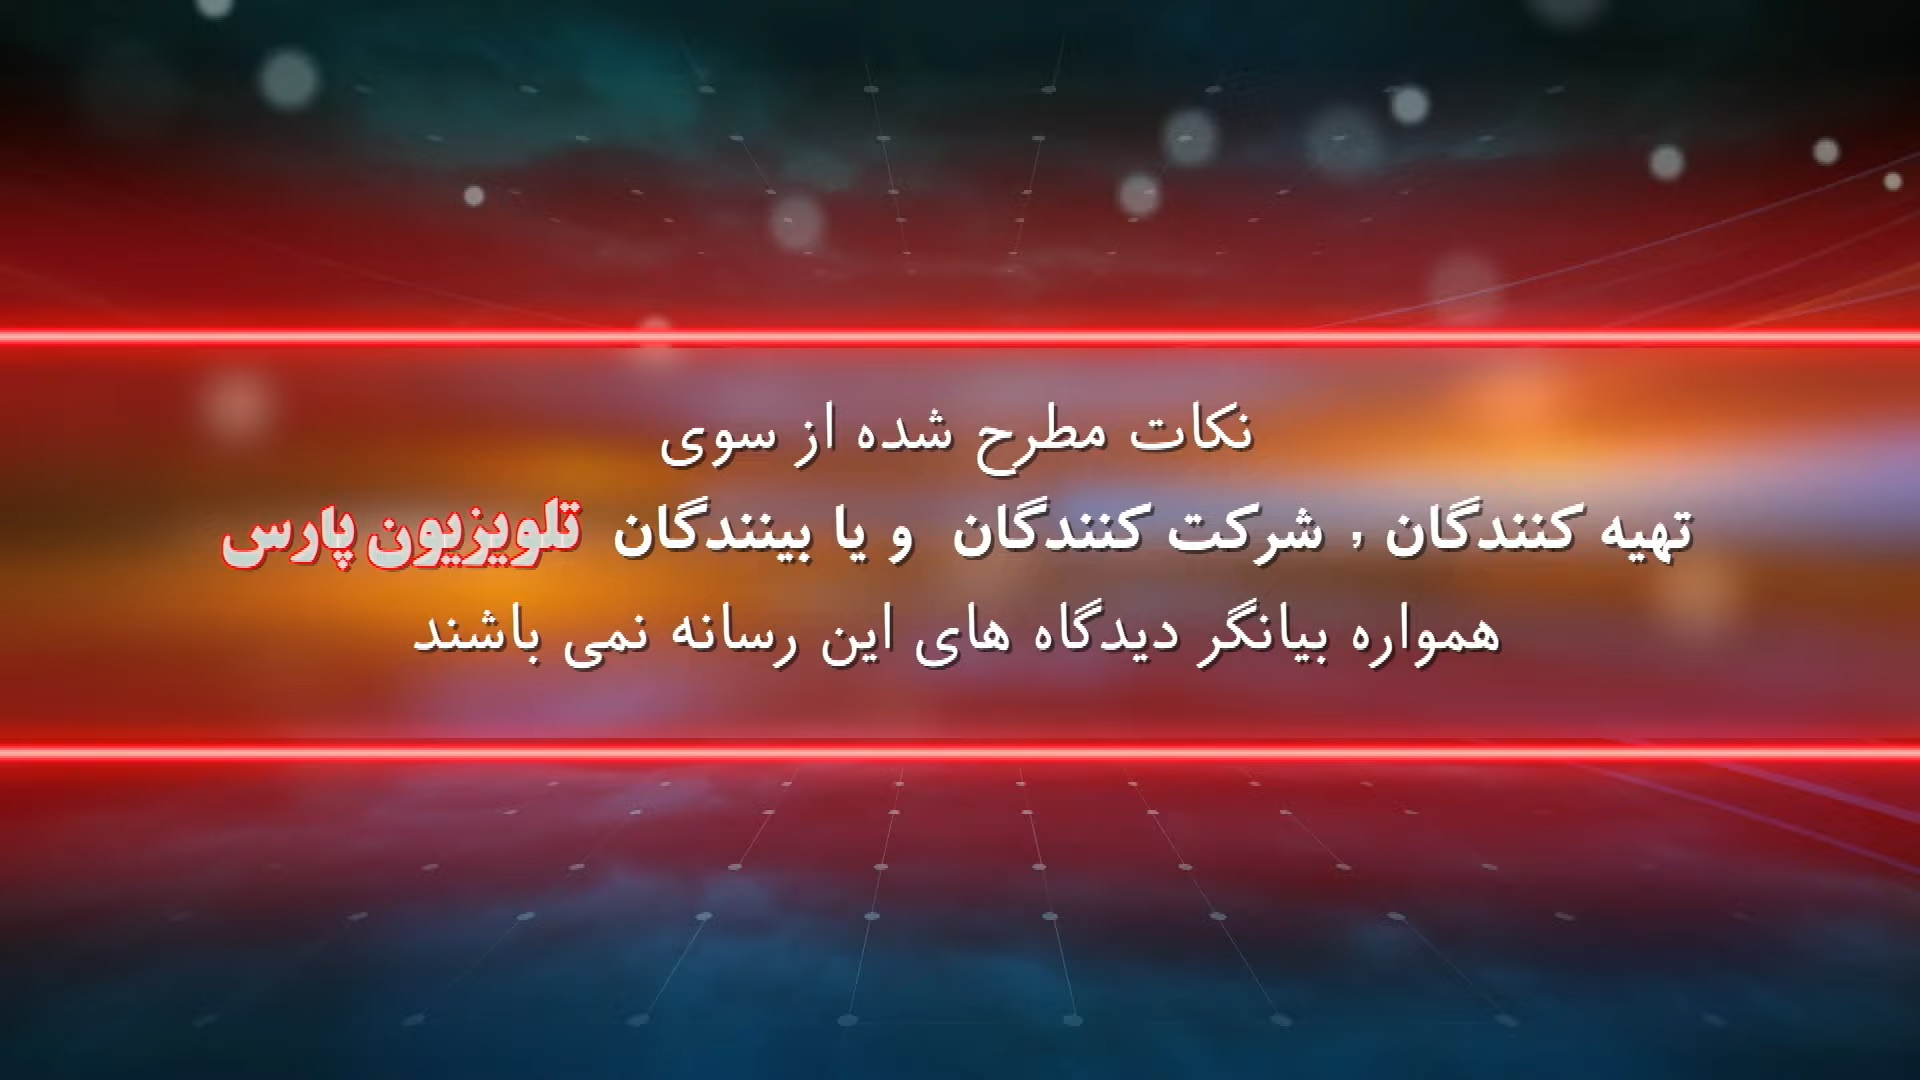 نکات مطرح شده از سوی
تهیه کنندگان , شرکت کنندگان و یا بینندگان تلویزیون پارس
همواره بیانگر دیدگاه های این رسانه نمی باشند